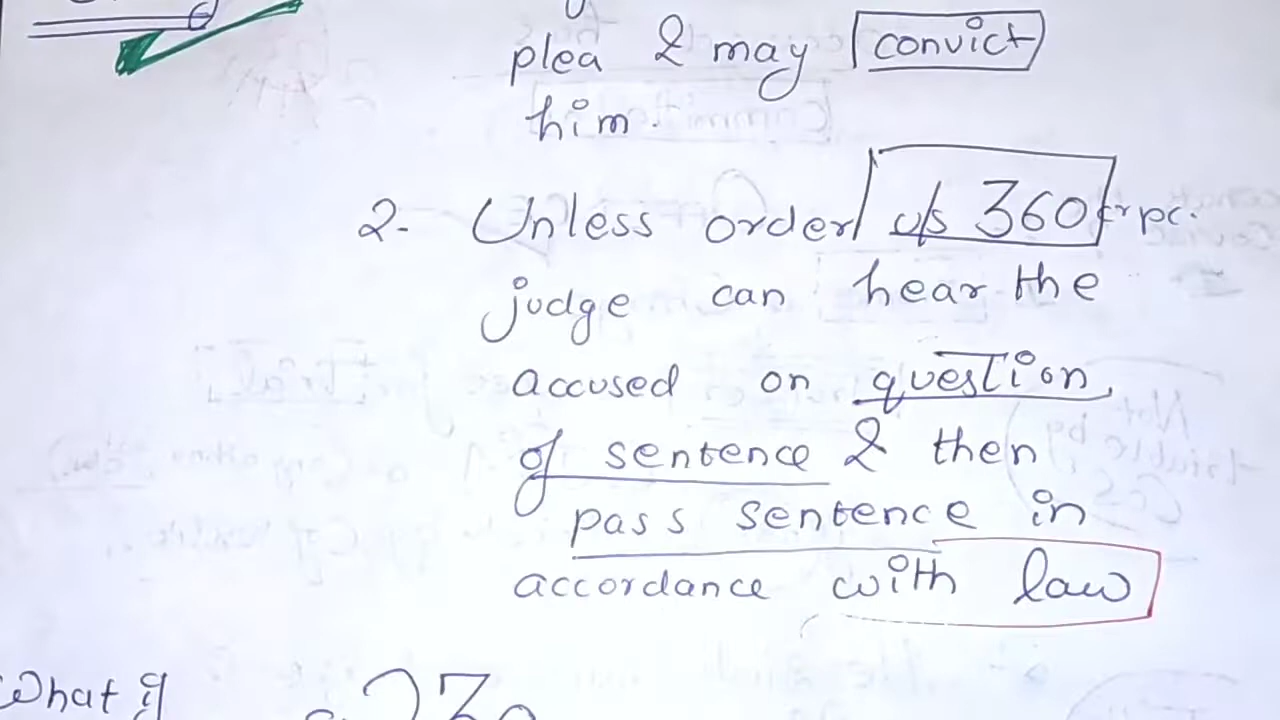 plea & may convict
him.
2- Unless order u/s 360 Crpc.
judge can hear the
accused on question
of sentence & then
pass sentence in
accordance with law
What if